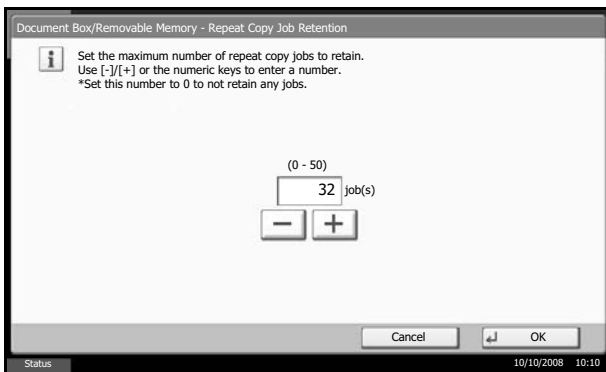 Document Box/Removable Memory - Repeat Copy Job Retention
Set the maximum number of repeat copy jobs to retain.
Use [-]/[+] or the numeric keys to enter a number.
*Set this number to 0 to not retain any jobs.
(0 - 50)
32 job(s)
Cancel
OK
Status
10/10/2008 10:10